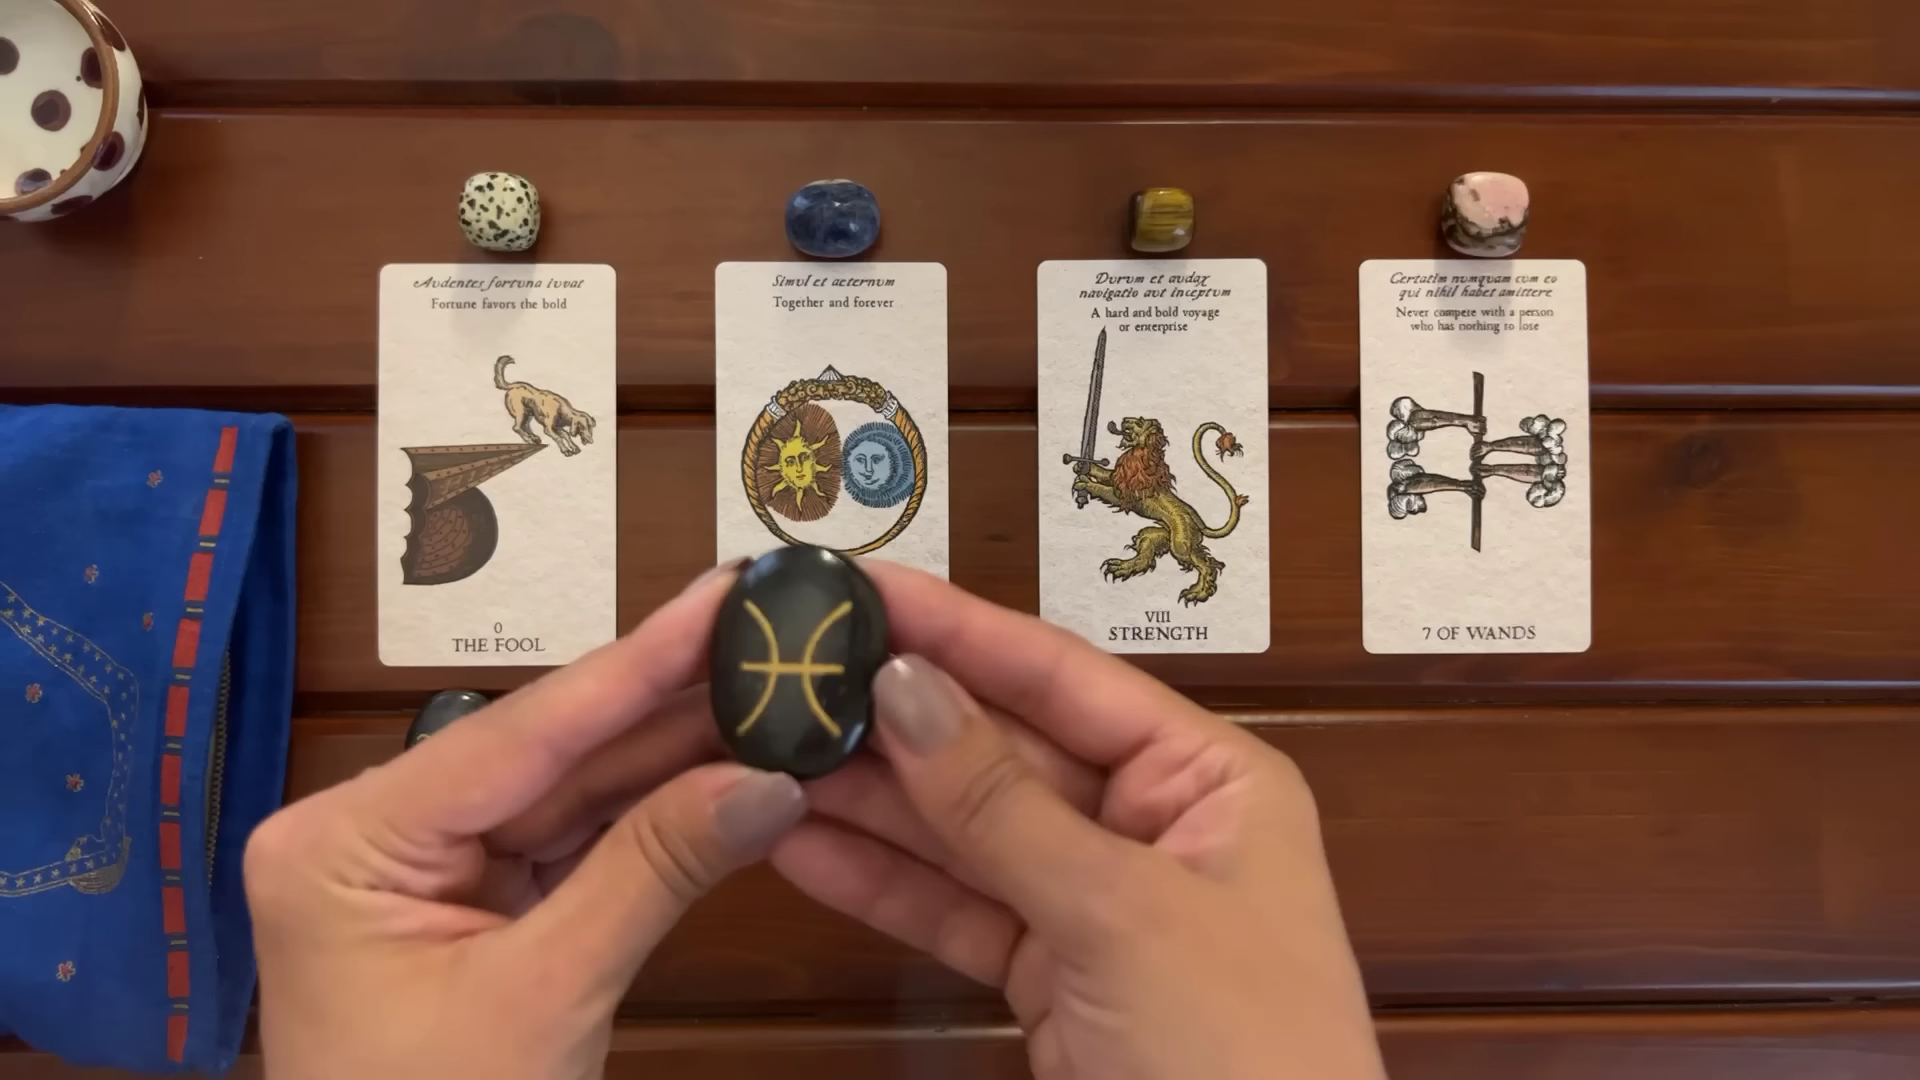 Audentes fortuna iuvat
Fortune favors the bold
0
THE FOOL
Simul et aeternum
Together and forever
Durum et audax
navigatio aut inceptum
A hard and bold voyage
or enterprise
VIII
STRENGTH
Certatim numquam cum eo
qui nihil habet amittere
Never compete with a person
who has nothing to lose
7 OF WANDS
♓